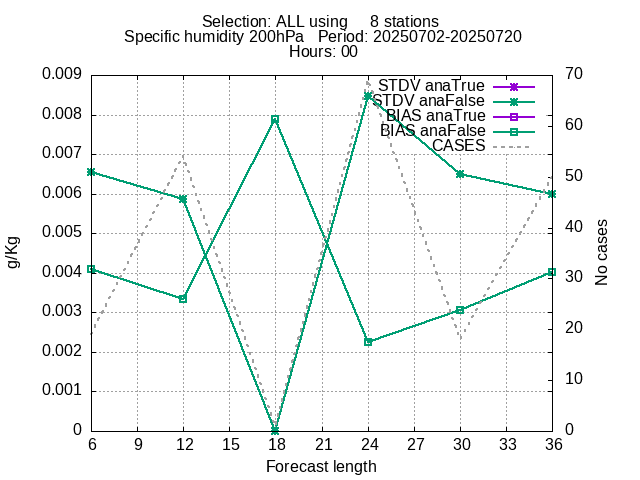 Selection: ALL using     8 stations
Specific humidity 200hPa   Period: 20250702-20250720
Hours: 00
0.009
0.008
0.007
0.006
0.005
0.004
0.003
0.002
0.001
0
g/Kg
STDV anaTrue
STDV anaFalse
BIAS anaTrue
BIAS anaFalse
CASES
70
60
50
40
30
20
10
0
No cases
6 9 12 15 18 21 24 27 30 33 36
Forecast length